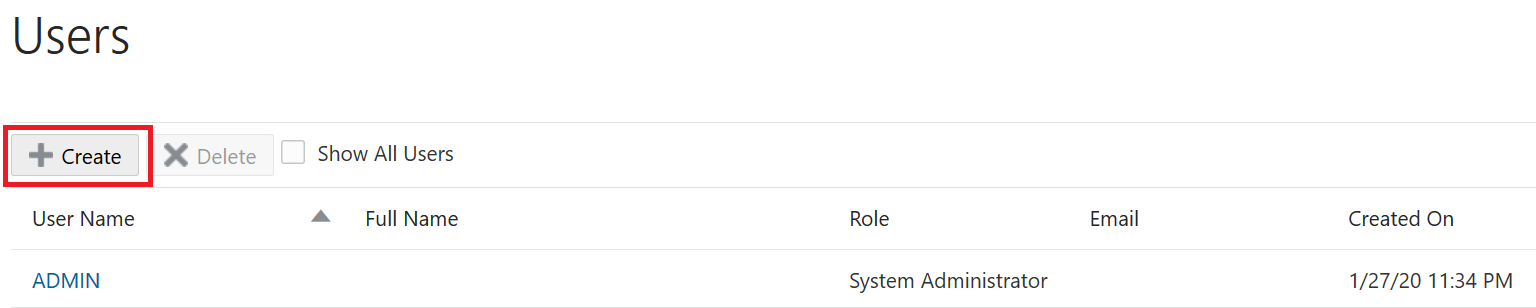 Users
Create Delete Show All Users
User Name Full Name Role Email Created On
ADMIN System Administrator 1/27/20 11:34 PM